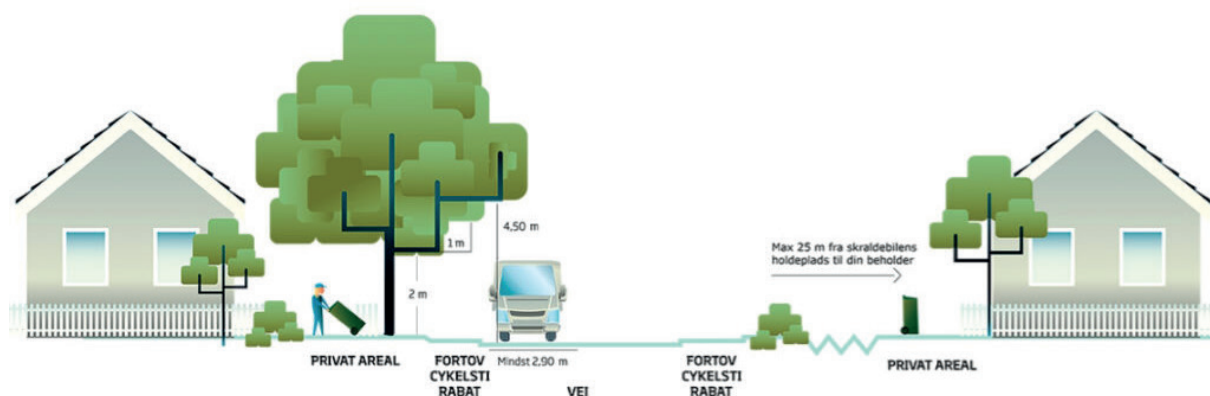 4,50 m
1 m
2 m
Max 25 m fra skraldebilens
holdeplads til din beholder
Mindst 2,90 m
PRIVAT AREAL
FORTOV
CYKELSTI
RABAT
VEJ
FORTOV
CYKELSTI
RABAT
PRIVAT AREAL